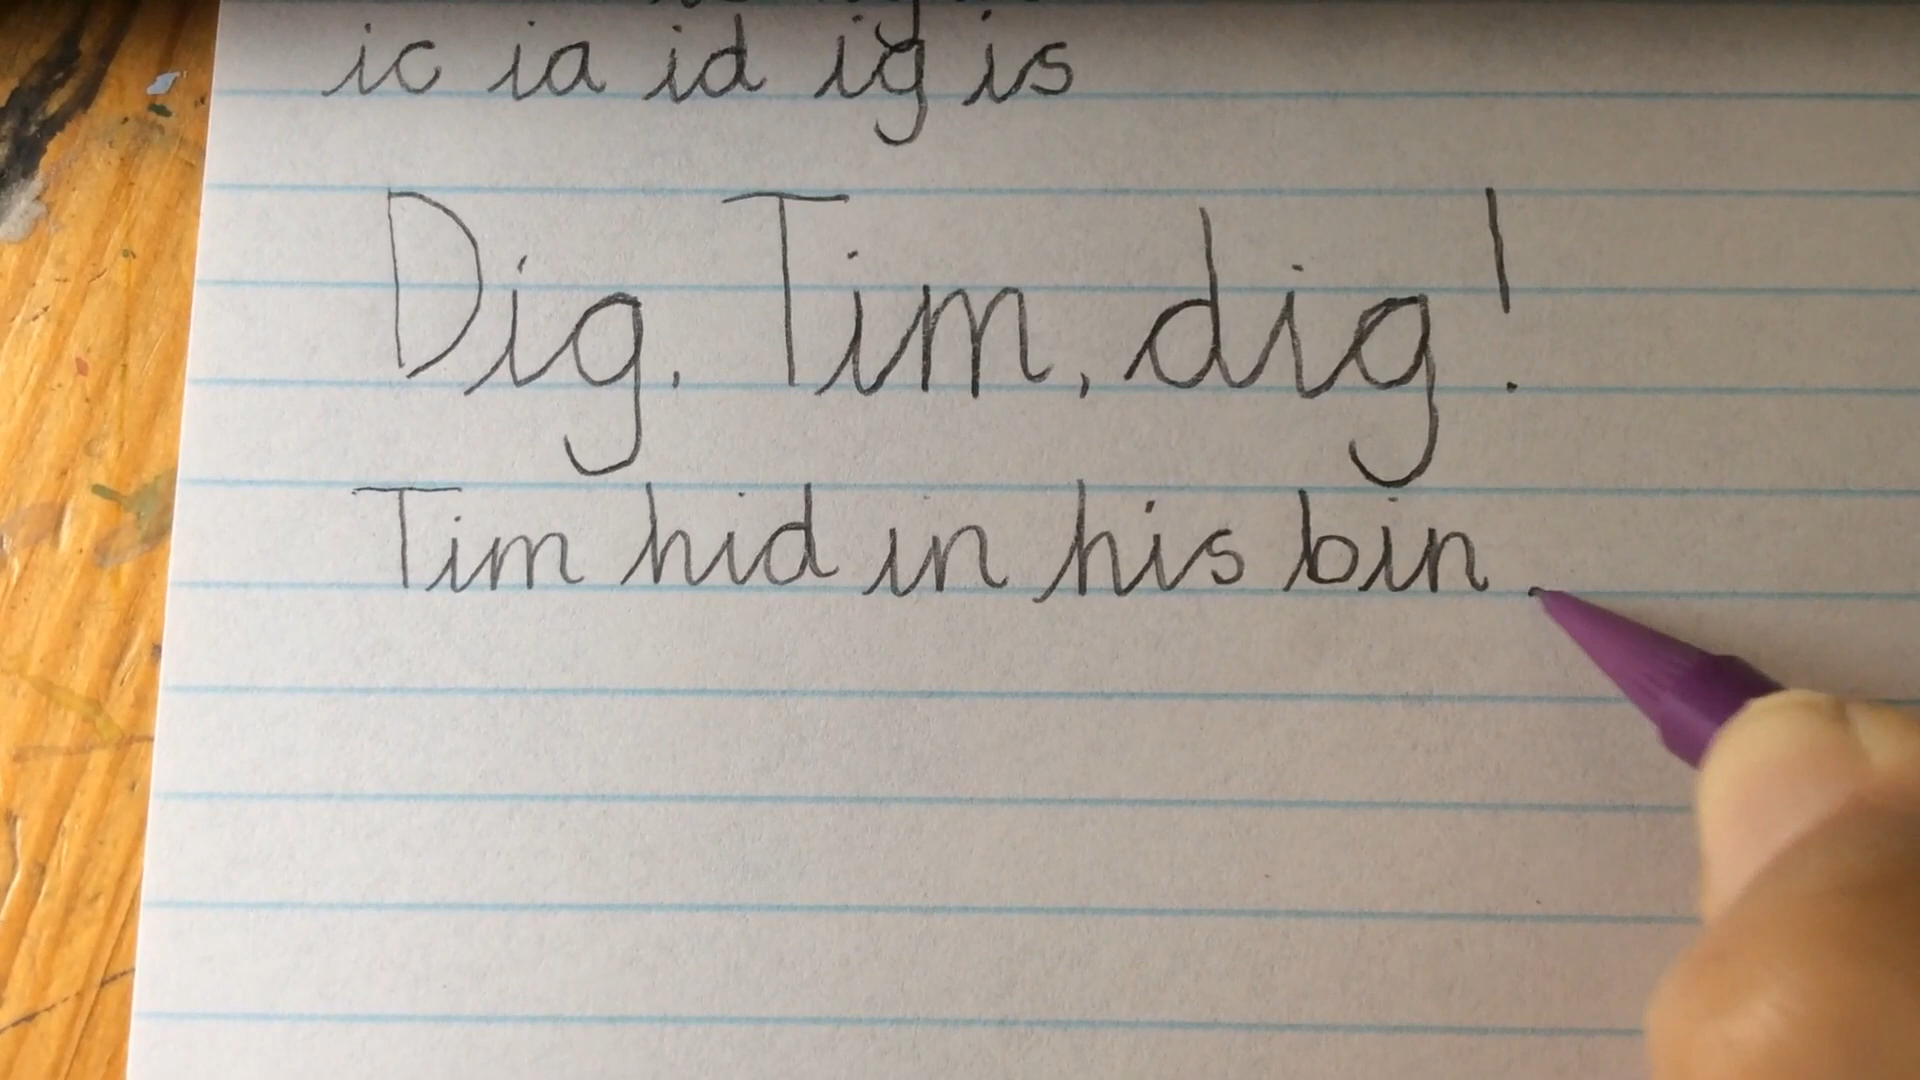 ic ia id ig is
Dig. Tim, dig!
Tim hid in his bin.